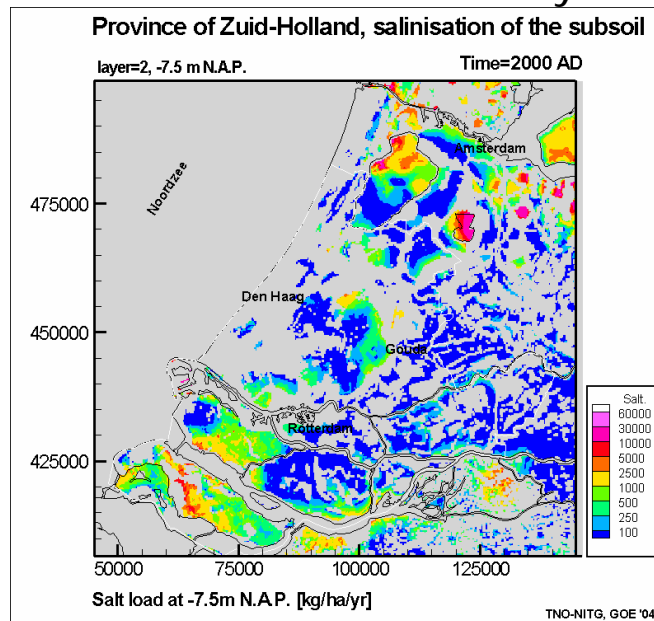 Province of Zuid-Holland, salinisation of the subsoil
layer=2, -7.5 m N.A.P.
Time=2000 AD
Amsterdam
Noordzee
475000
Den Haag
450000
Gouda
Rotterdam
425000
Salt.
60000
30000
10000
5000
2500
1000
500
250
100
50000
75000
100000
125000
Salt load at -7.5m N.A.P. [kg/ha/yr]
TNO-NITG, GOE '04